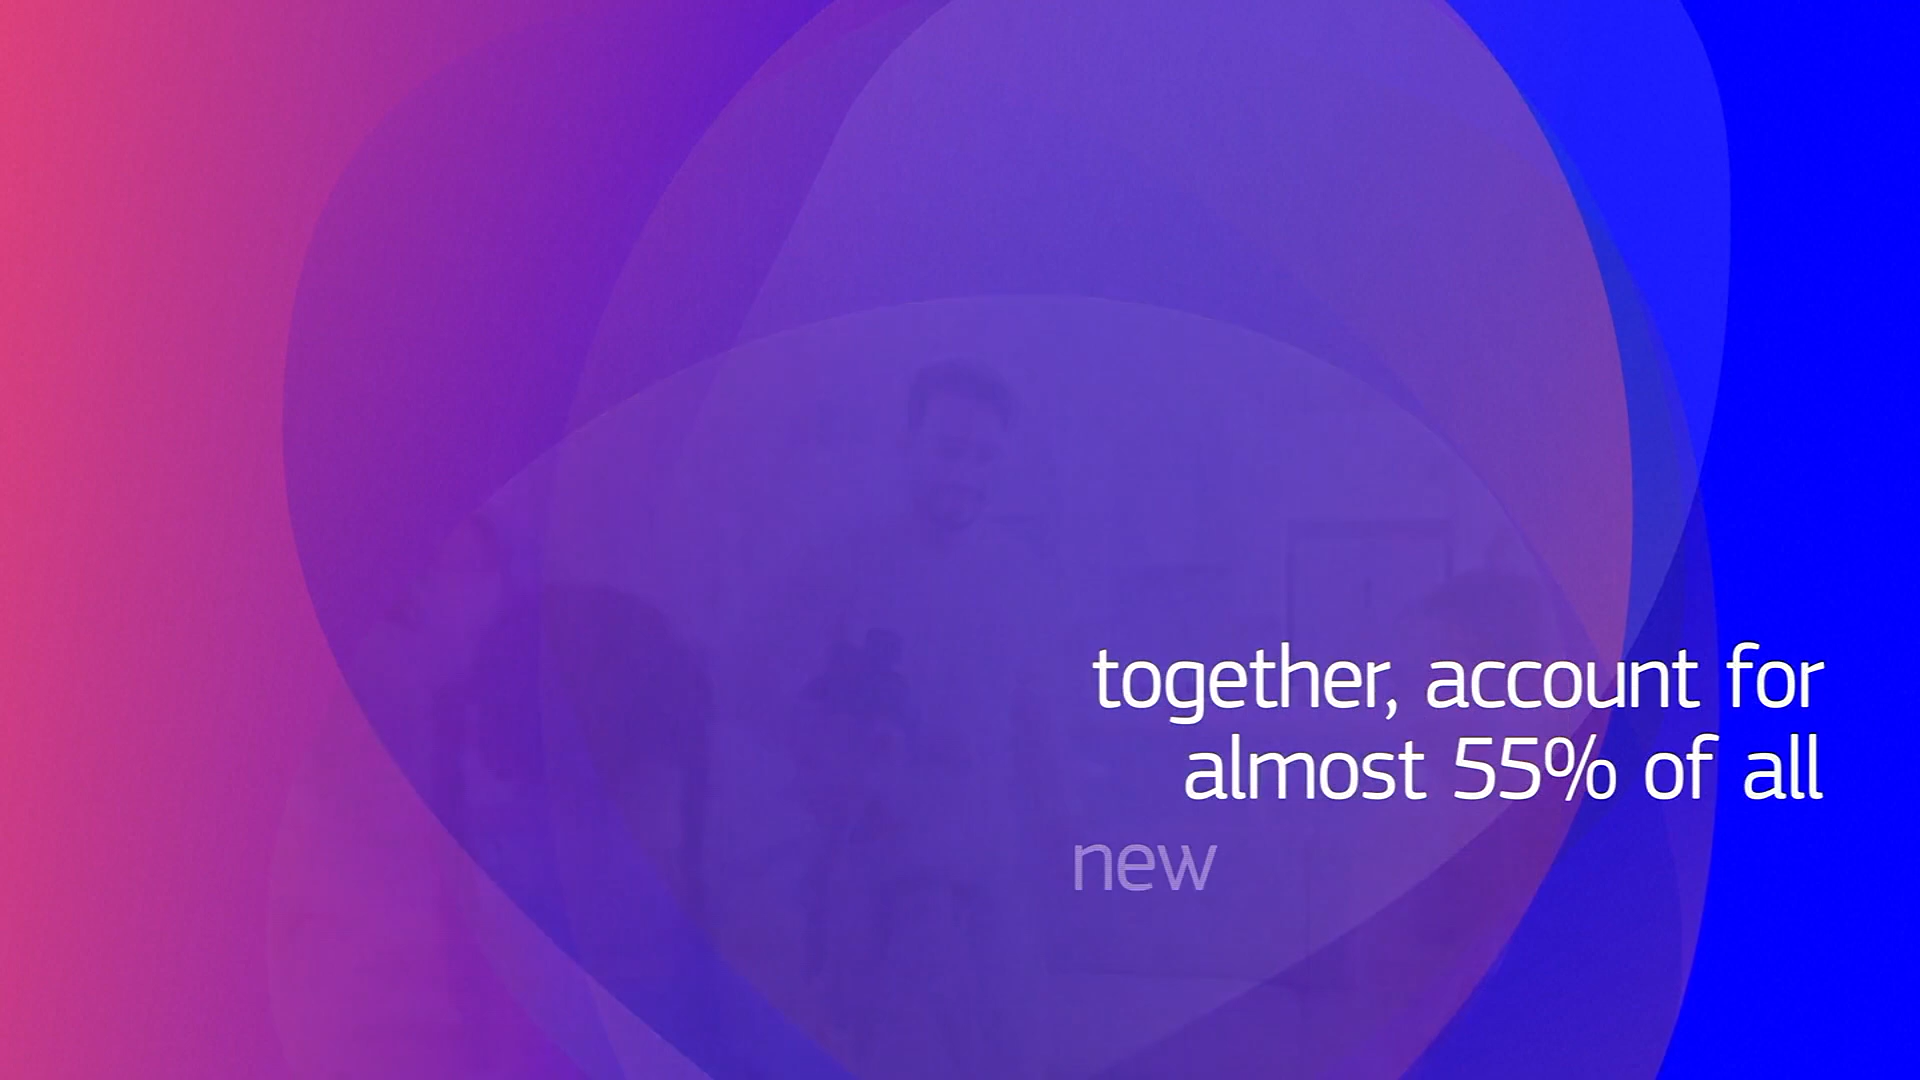 together, account for
almost 55% of all
new